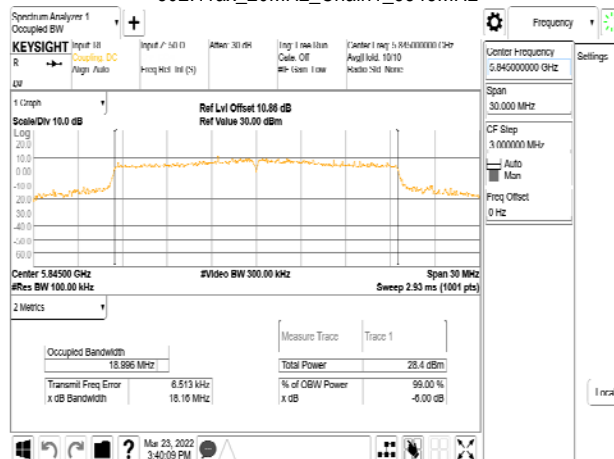 Spectrum Analyzer 1
Occupied BW
Frequency
KEYSIGHT
Input: RF
Coupling: DC
Align: Auto
Input Z: 50 Ω
Freq Ref: Int (S)
Atten: 30 dB
Trig: Free Run
Gate: Off
#IF Gain: Low
Center Freq: 5.845000000 GHz
Avg|Hold: 10/10
Radio Std: None
R
Center Frequency
5.845000000 GHz
Settings
Span
30.000 MHz
CF Step
3.000000 MHz
Auto
Man
Freq Offset
0 Hz
1 Graph
Scale/Div 10.0 dB
Ref Lvl Offset 10.86 dB
Ref Value 30.00 dBm
Log
20.0
10.0
0.00
-10.0
-20.0
-30.0
-40.0
-50.0
-60.0
Center 5.84500 GHz
#Res BW 100.00 kHz
#Video BW 300.00 kHz
Span 30 MHz
Sweep 2.93 ms (1001 pts)
2 Metrics
Measure Trace
Trace 1
Occupied Bandwidth
18.996 MHz
Total Power
28.4 dBm
Transmit Freq Error
6.513 kHz
% of OBW Power
99.00 %
x dB Bandwidth
18.16 MHz
x dB
-6.00 dB
?
Mar 23, 2022
3:40:09 PM
Local